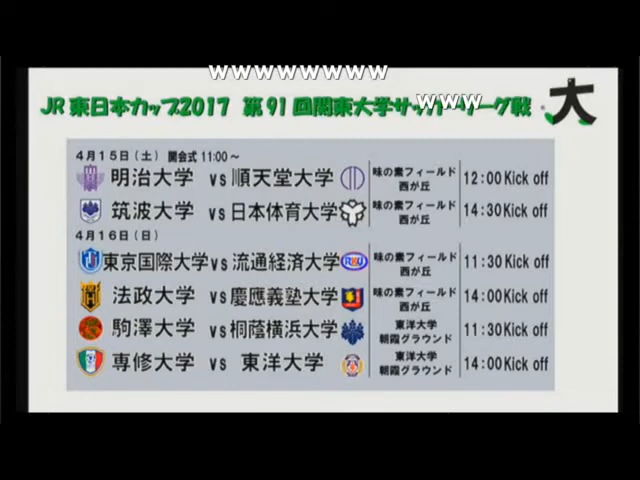 wwwwwwwww
www
JR 東日本カップ2017 第91回関東大学サッカーリーグ戦
大
4月15日(土) 開会式 11:00～
明治大学 vs 順天堂大学 味の素フィールド 西が丘 12:00 Kick off
筑波大学 vs 日本体育大学 味の素フィールド 西が丘 14:30 Kick off
4月16日(日)
東京国際大学 vs 流通経済大学 RKU 味の素フィールド 西が丘 11:30 Kick off
法政大学 vs 慶應義塾大学 味の素フィールド 西が丘 14:00 Kick off
駒澤大学 vs 桐蔭横浜大学 東洋大学 朝霞グラウンド 11:30 Kick off
専修大学 vs 東洋大学 東洋大学 朝霞グラウンド 14:00 Kick off